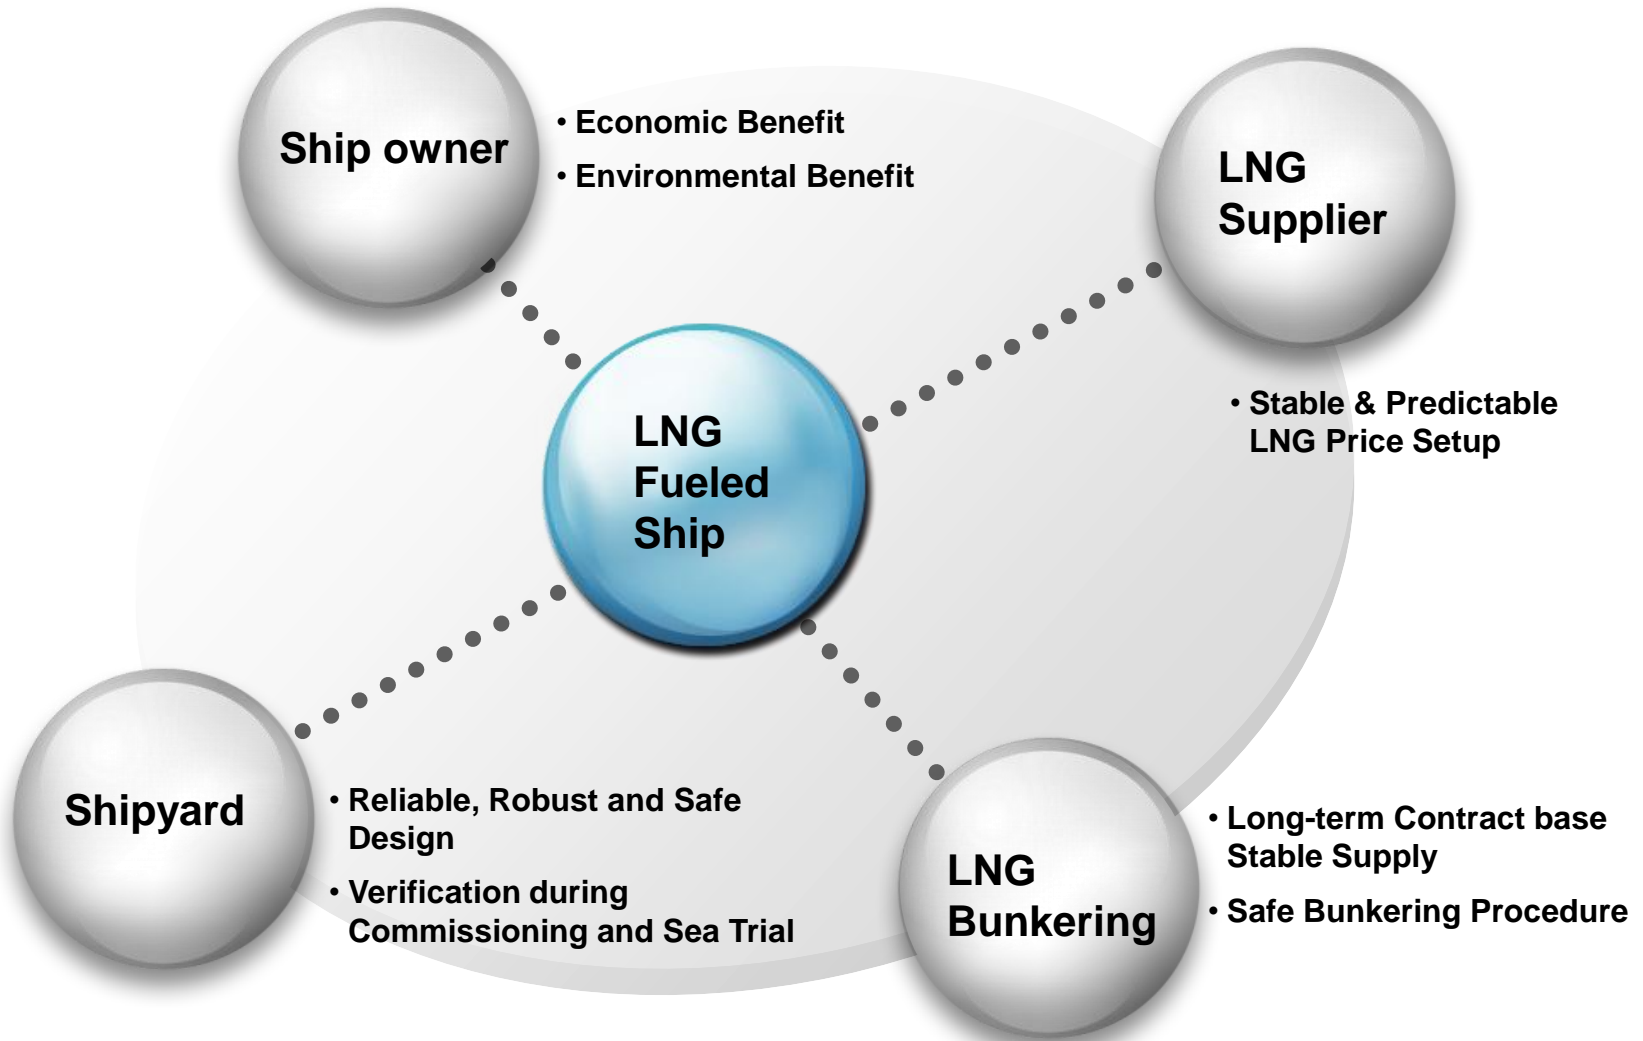 Ship owner
• Economic Benefit
• Environmental Benefit
LNG
Supplier
• Stable & Predictable
LNG Price Setup
LNG
Fueled
Ship
Shipyard
• Reliable, Robust and Safe
Design
• Verification during
Commissioning and Sea Trial
LNG
Bunkering
• Long-term Contract base
Stable Supply
• Safe Bunkering Procedure